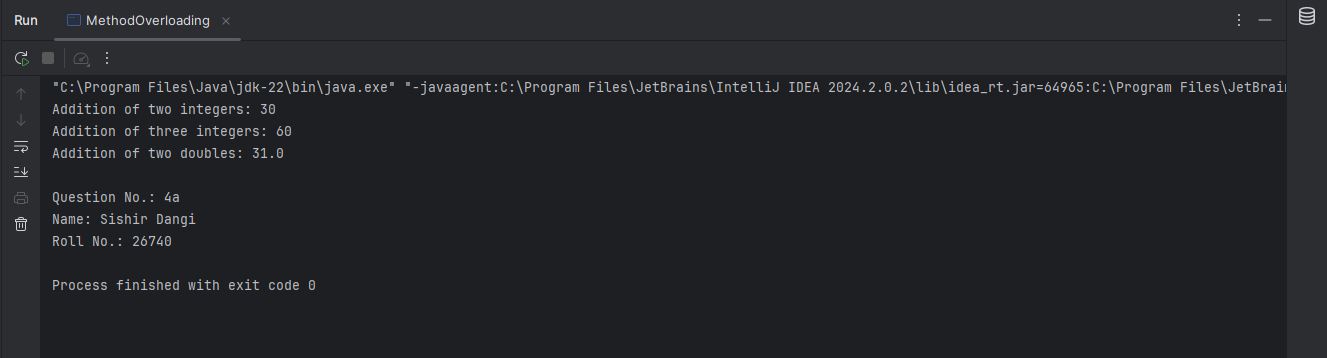 Run MethodOverloading
"C:\Program Files\Java\jdk-22\bin\java.exe" "-javaagent:C:\Program Files\JetBrains\IntelliJ IDEA 2024.2.0.2\lib\idea_rt.jar=64965:C:\Program Files\JetBrain
Addition of two integers: 30
Addition of three integers: 60
Addition of two doubles: 31.0
Question No.: 4a
Name: Sishir Dangi
Roll No.: 26740
Process finished with exit code 0